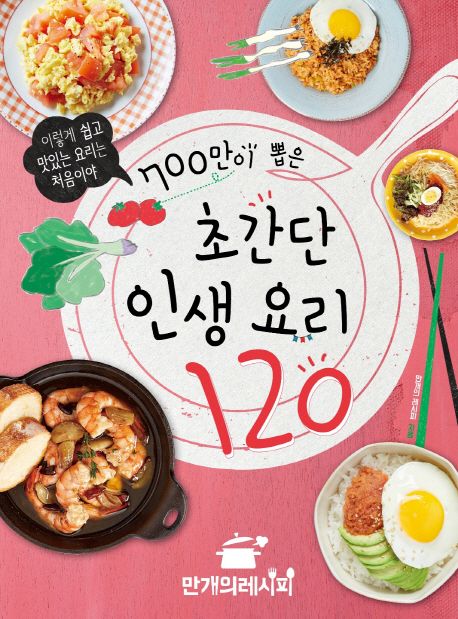 이렇게 쉽고
맛있는 요리는
처음이야
700만이 뽑은
초간단
인생 요리
120
만개의레시피 지음
만개의레시피